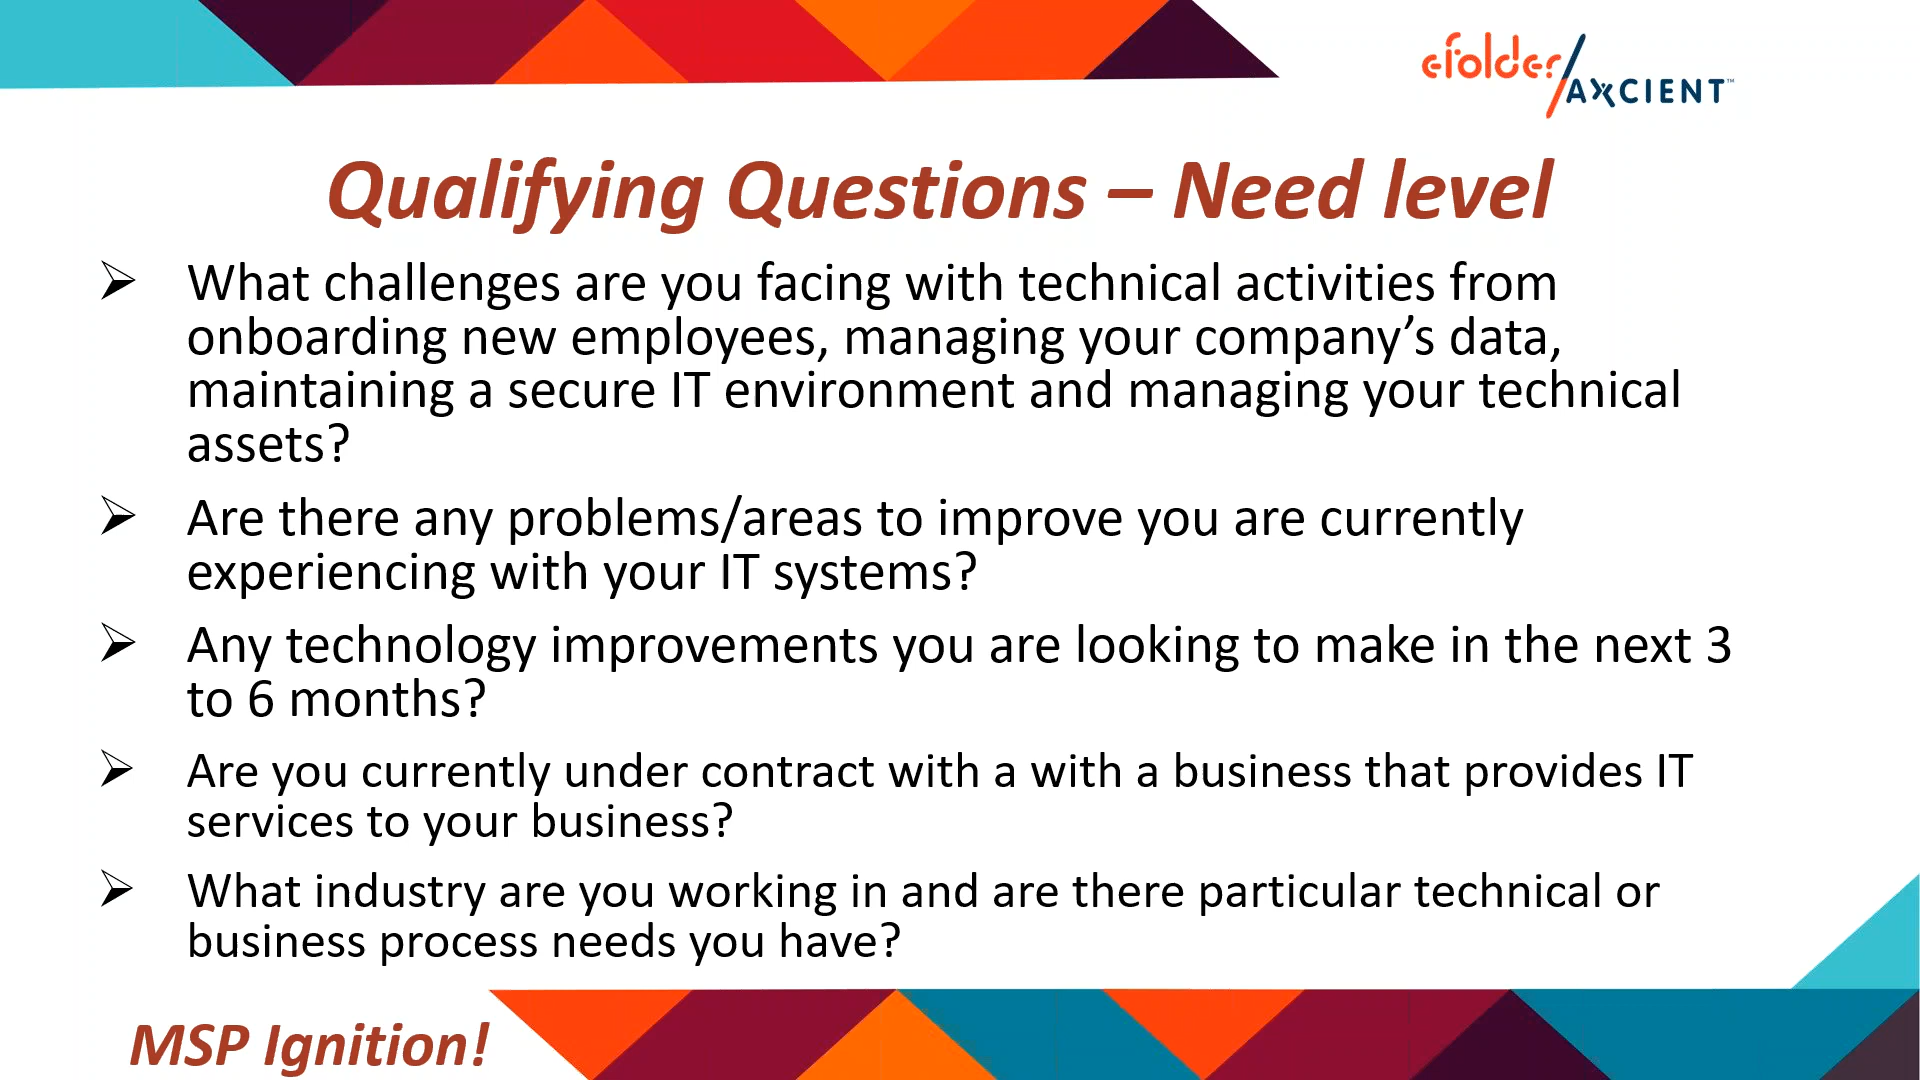 efolder/AXCIENT™
Qualifying Questions – Need level
➢ What challenges are you facing with technical activities from
onboarding new employees, managing your company’s data,
maintaining a secure IT environment and managing your technical
assets?
➢ Are there any problems/areas to improve you are currently
experiencing with your IT systems?
➢ Any technology improvements you are looking to make in the next 3
to 6 months?
➢ Are you currently under contract with a with a business that provides IT
services to your business?
➢ What industry are you working in and are there particular technical or
business process needs you have?
MSP Ignition!